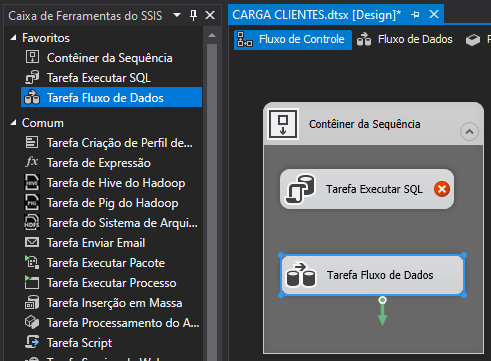 Caixa de Ferramentas do SSIS
Favoritos
Contêiner da Sequência
Tarefa Executar SQL
Tarefa Fluxo de Dados
Comum
Tarefa Criação de Perfil de...
fx Tarefa de Expressão
HIVE Tarefa de Hive do Hadoop
PIG Tarefa de Pig do Hadoop
HDFS Tarefa do Sistema de Arqui...
Tarefa Enviar Email
Tarefa Executar Pacote
Tarefa Executar Processo
Tarefa Inserção em Massa
Tarefa Processamento do A...
Tarefa Script
CARGA CLIENTES.dtsx [Design]*
Fluxo de Controle
Fluxo de Dados
Contêiner da Sequência
Tarefa Executar SQL
Tarefa Fluxo de Dados